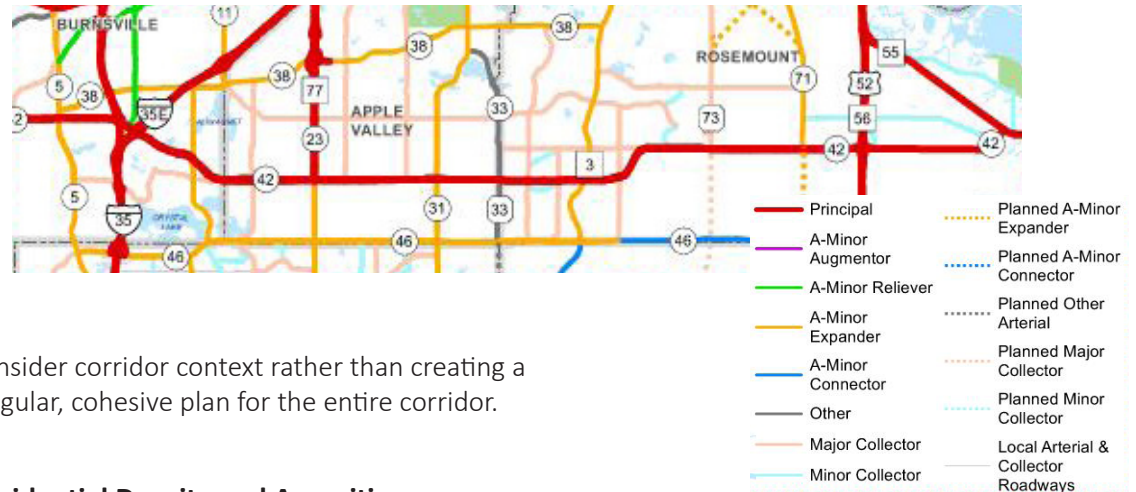 BURNSVILLE
11
38
38
38
5
38
35E
77
APPLE
VALLEY
23
33
ROSEMOUNT
71
73
55
52
56
3
42
42
42
5
35
CRYSTAL
LAKE
46
31
33
46
46
Principal
A-Minor
Augmentor
A-Minor Reliever
A-Minor
Expander
A-Minor
Connector
Other
Major Collector
Minor Collector
Planned A-Minor
Expander
Planned A-Minor
Connector
Planned Other
Arterial
Planned Major
Collector
Planned Minor
Collector
Local Arterial &
Collector
Roadways
nsider corridor context rather than creating a
gular, cohesive plan for the entire corridor.